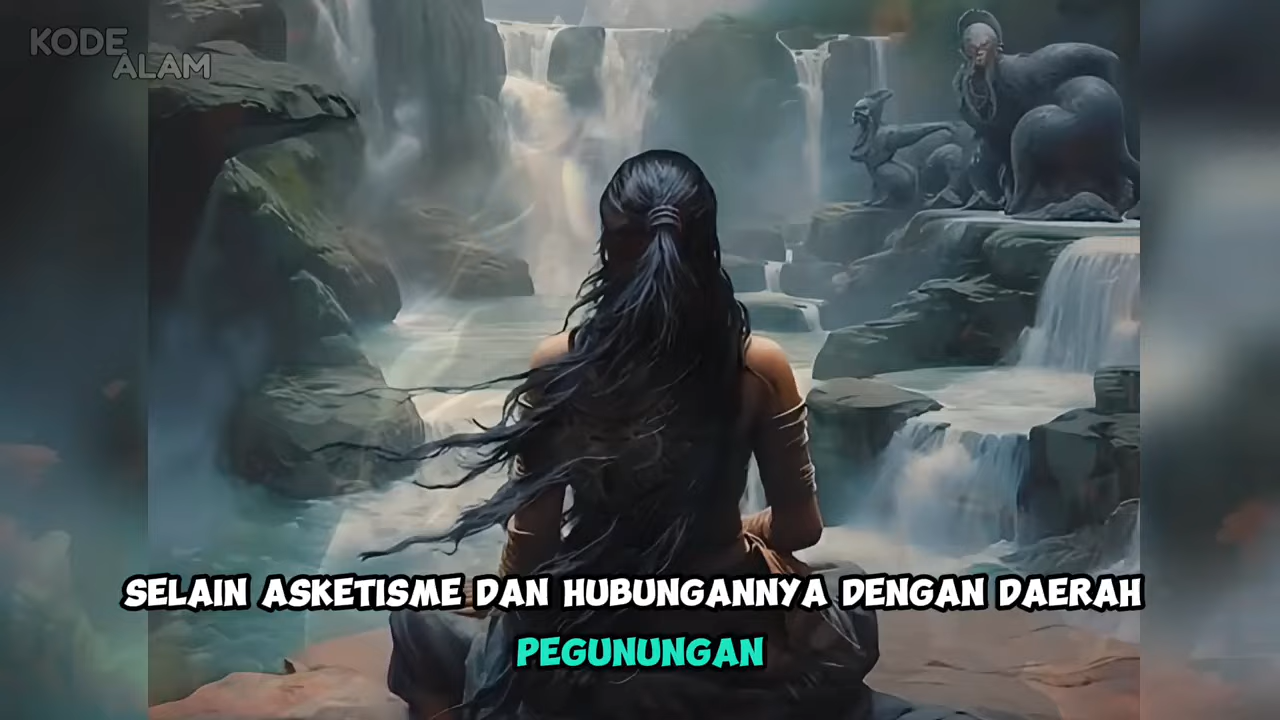 KODE
ALAM
SELAIN ASKETISME DAN HUBUNGANNYA DENGAN DAERAH
PEGUNUNGAN